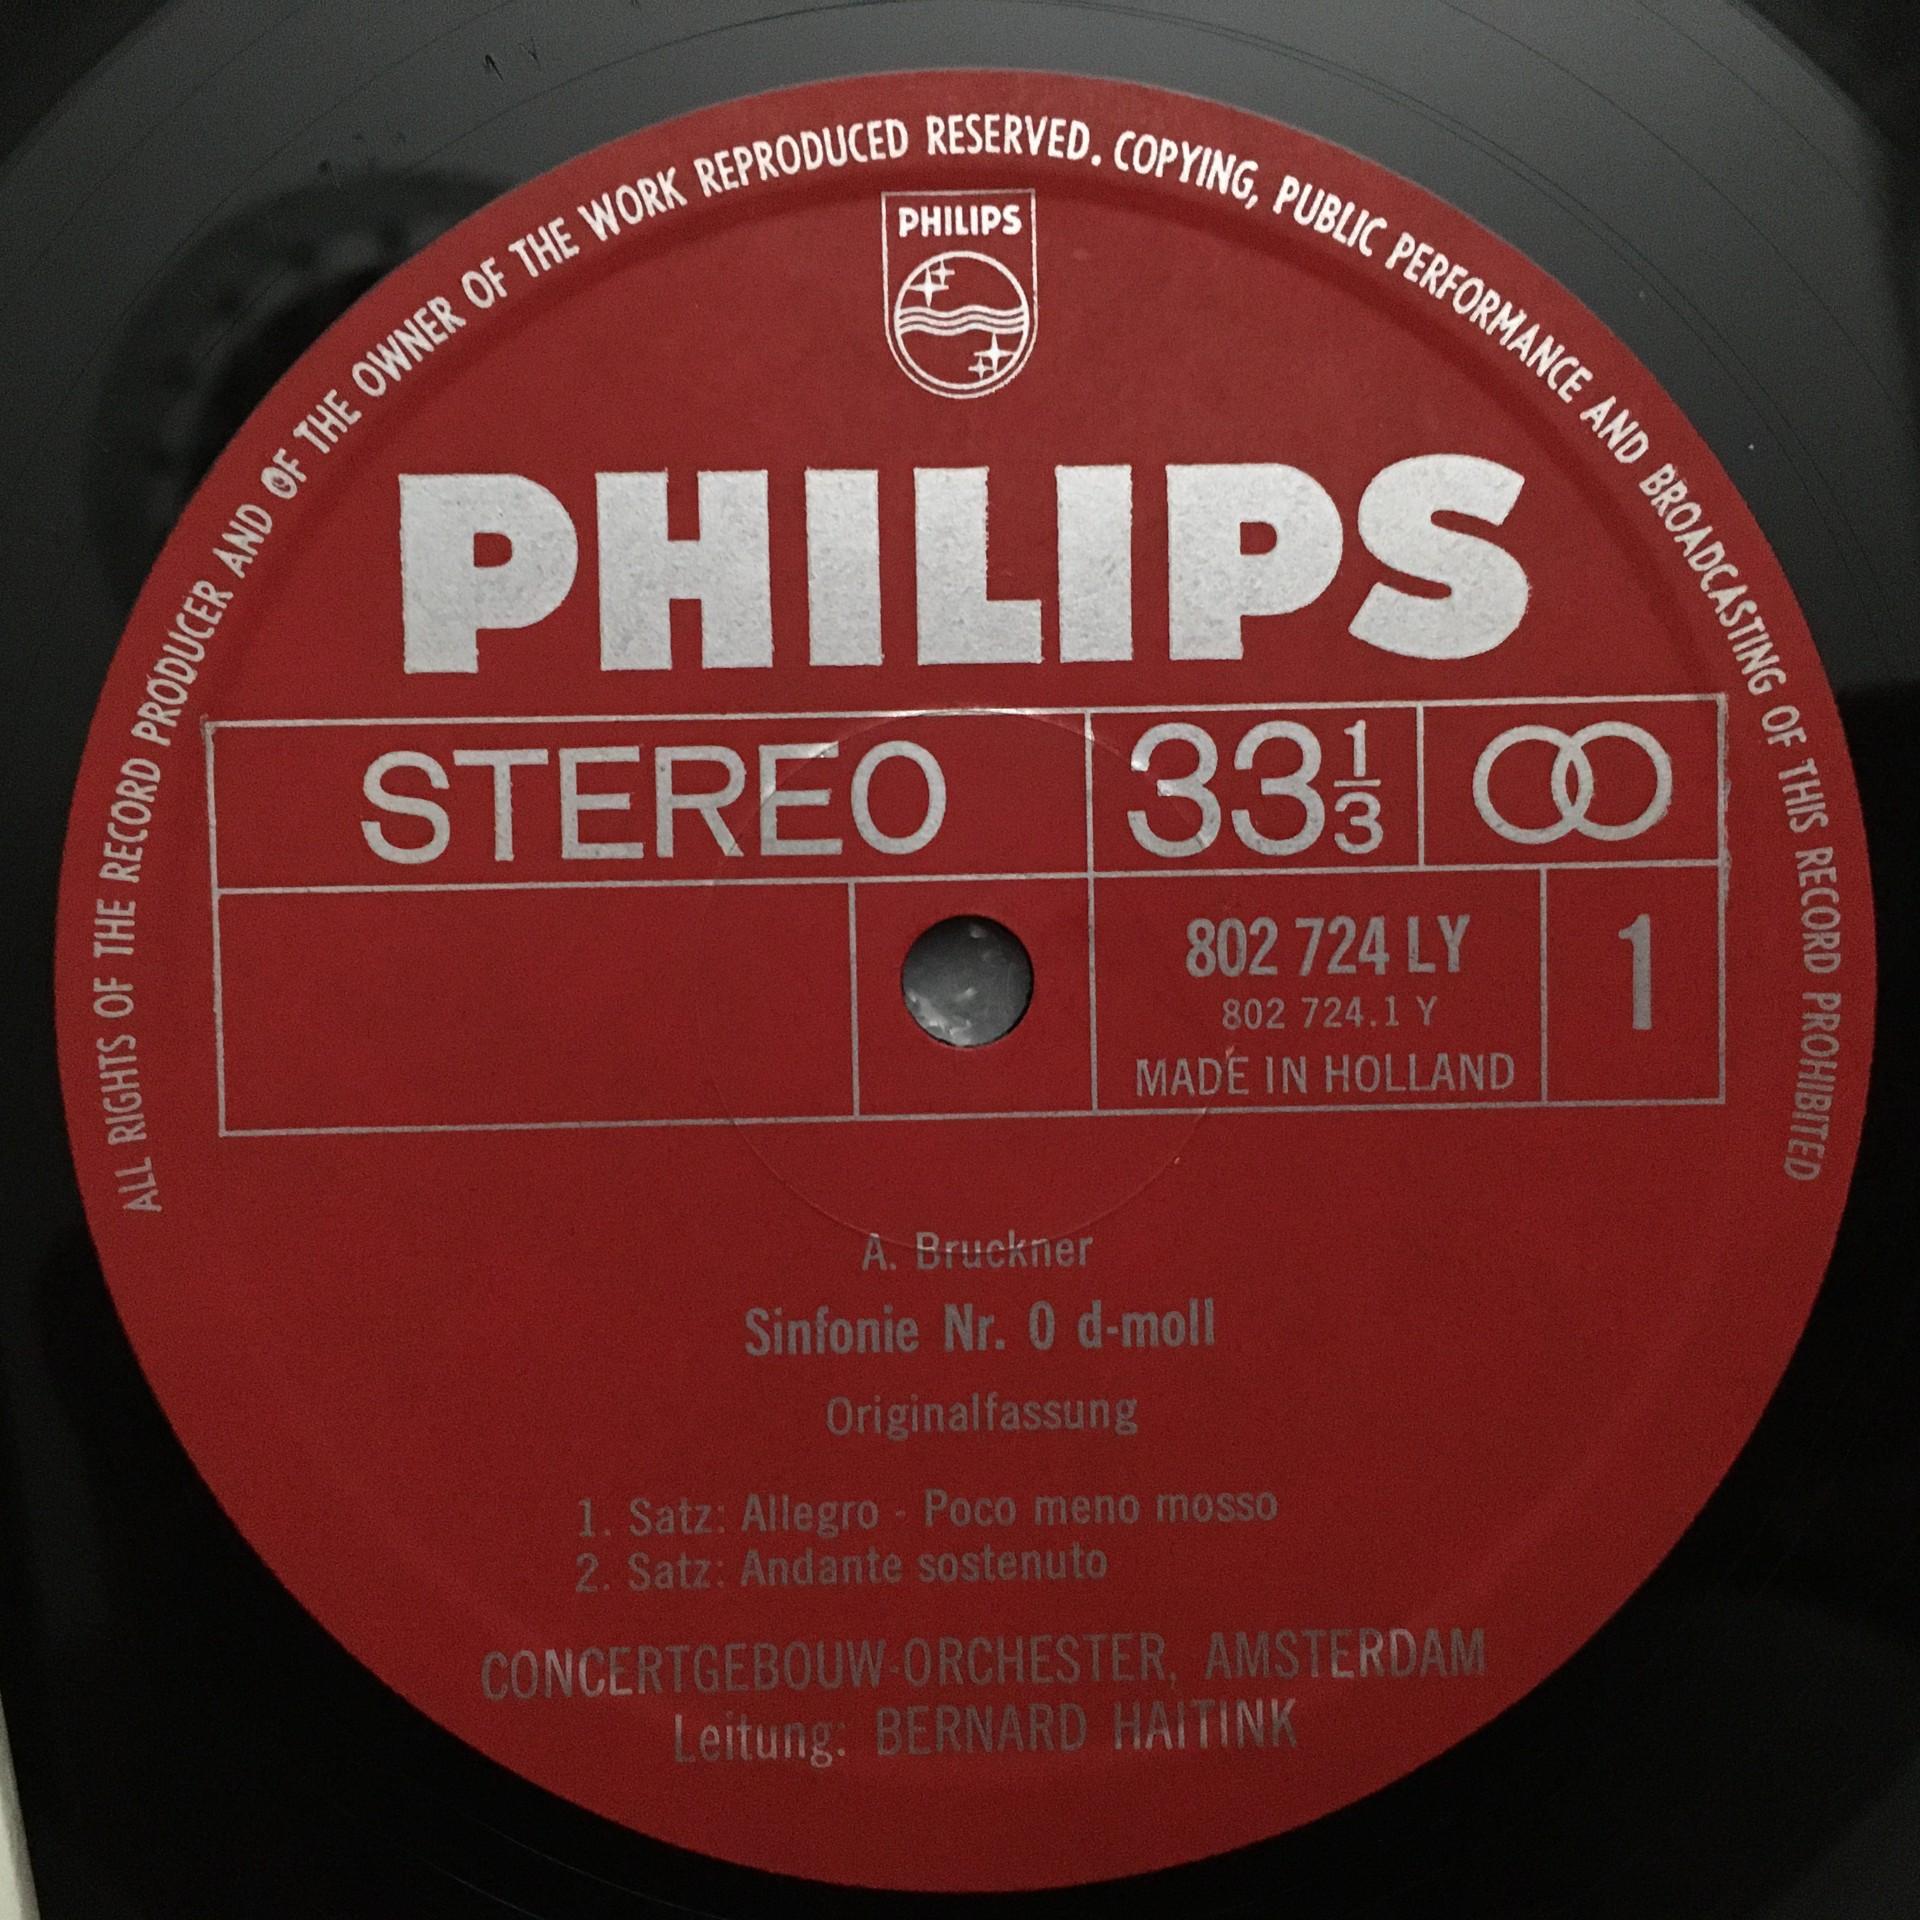 ALL RIGHTS OF THE RECORD PRODUCER AND OF THE OWNER OF THE WORK REPRODUCED RESERVED. COPYING, PUBLIC PERFORMANCE AND BROADCASTING OF THIS RECORD PROHIBITED
PHILIPS
PHILIPS
STEREO 33 1/3
802 724 LY 1
802 724.1 Y
MADE IN HOLLAND
A. Bruckner
Sinfonie Nr. 0 d-moll
Originalfassung
1. Satz: Allegro - Poco meno mosso
2. Satz: Andante sostenuto
CONCERTGEBOUW-ORCHESTER, AMSTERDAM
Leitung: BERNARD HAITINK